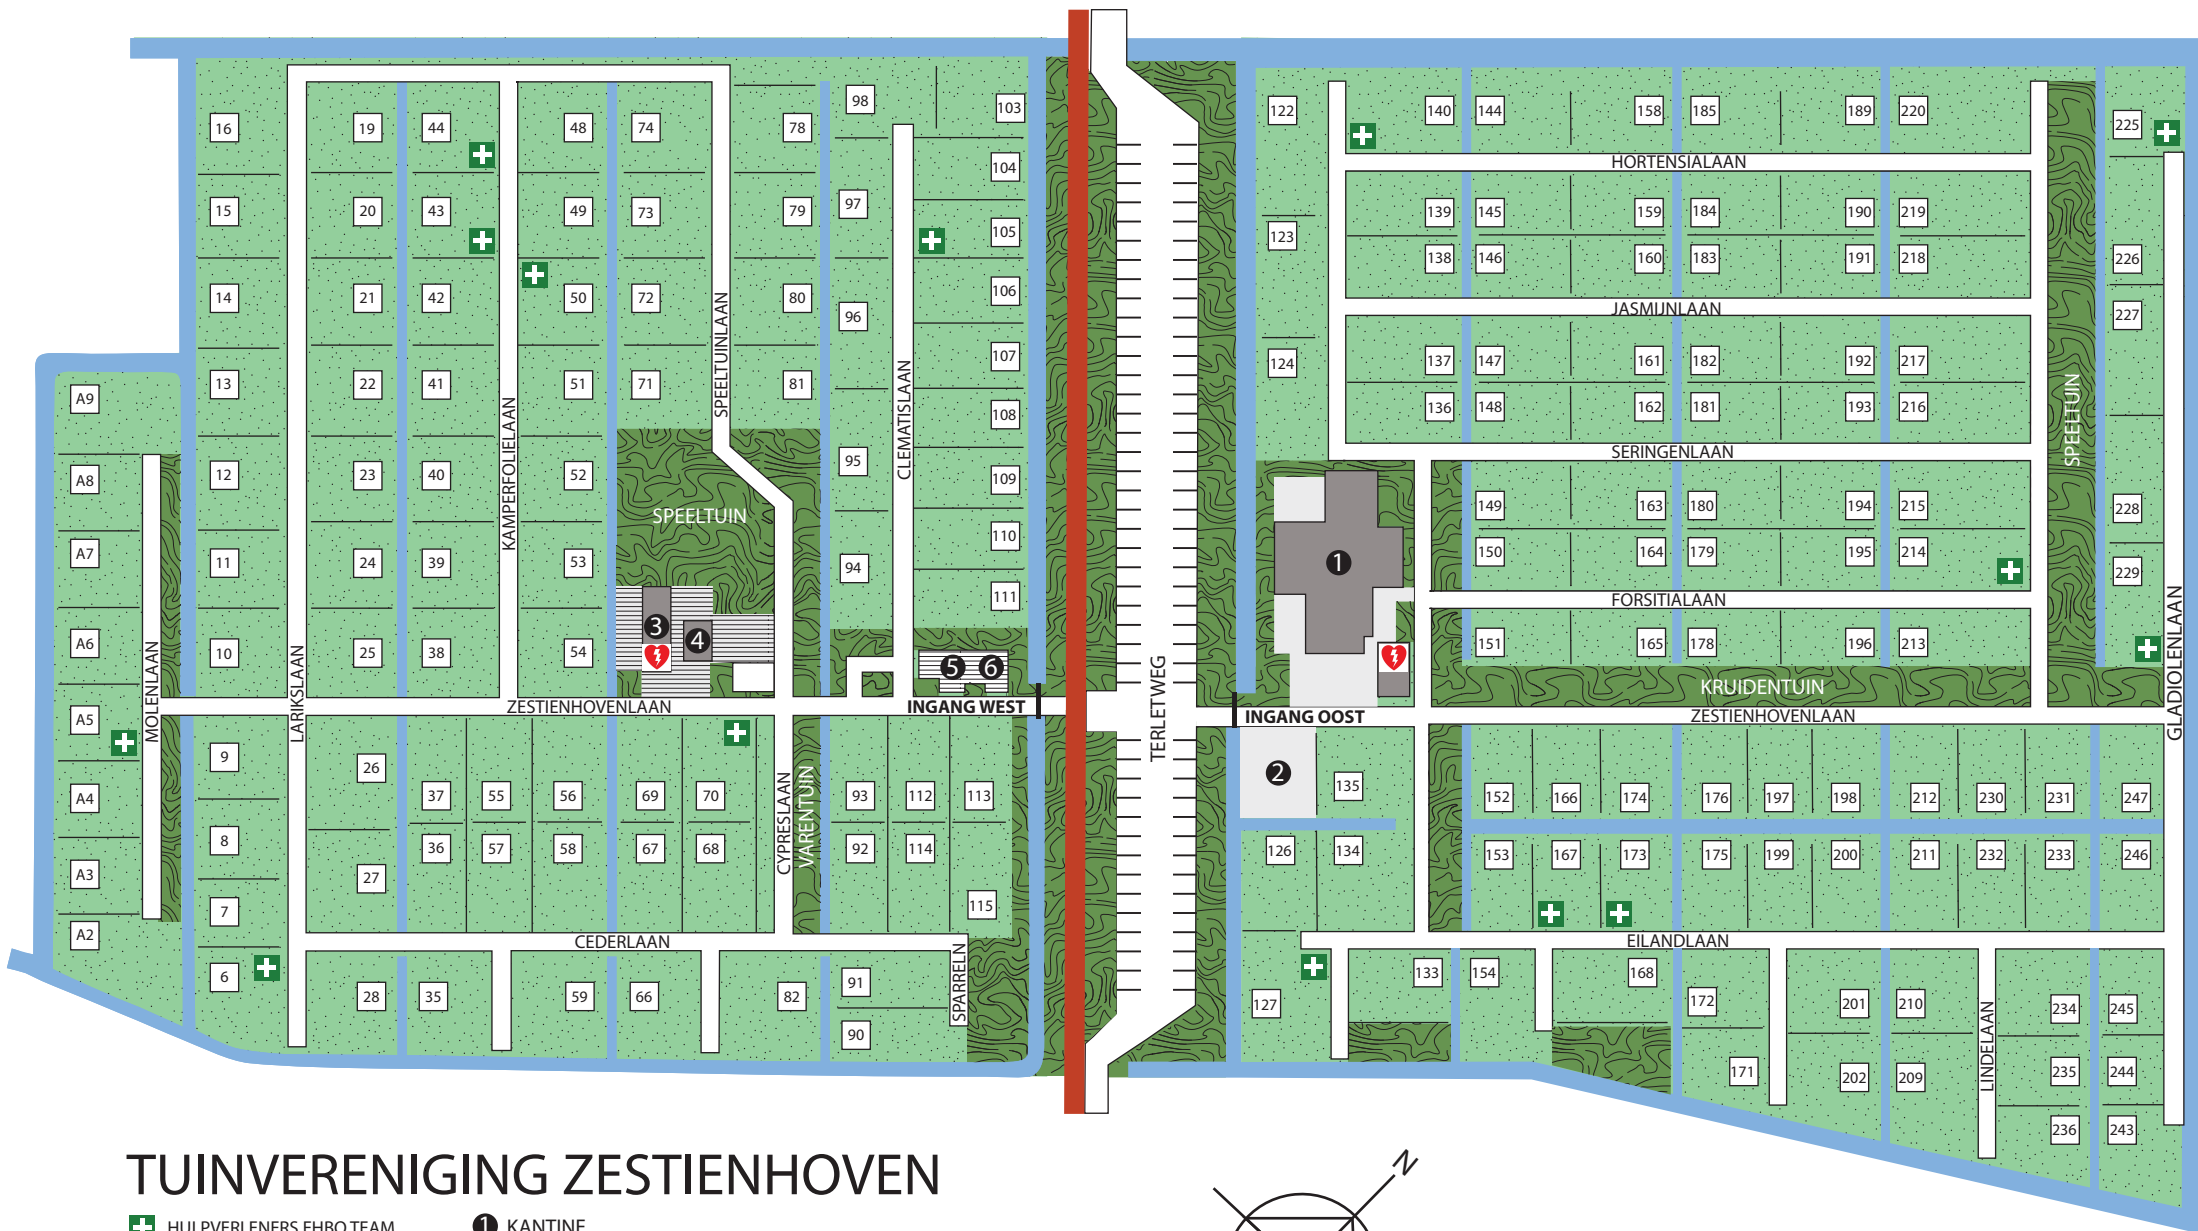 16 19 44 48 74 78 98 103
15 20 43 49 73 79 97 104
105
14 21 42 50 72 80 96 106
13 22 41 51 71 81 107
108
12 23 40 52 95 109
11 24 39 53 94 110
111
10 25 38 54
A9
A8
A7
A6
A5
A4
A3
A2
MOLENLAAN
LARIKSLAAN
KAMPERFOLIELAAN
SPEELTUINLAAN
CLEMATISLAAN
SPEELTUIN
3 4 5 6
ZESTIENHOVENLAAN
INGANG WEST
9 26 37 55 56 69 70 93 112 113
8 27 36 57 58 67 68 92 114
7 115
6
CYPRESLAAN
VARENTUIN
CEDERLAAN
SPARRELN
28 35 59 66 82 91
90
TERLETWEG
122 140 144 158 185 189 220 225
HORTENSIALAAN
123 139 145 159 184 190 219
138 146 160 183 191 218 226
JASMIJNLAAN
227
124 137 147 161 182 192 217
136 148 162 181 193 216
SERINGENLAAN
SPEELTUIN
149 163 180 194 215 228
1
150 164 179 195 214 229
FORSITIALAAN
151 165 178 196 213
KRUIDENTUIN
GLADIOLENLAAN
INGANG OOST
ZESTIENHOVENLAAN
2
135 152 166 174 176 197 198 212 230 231 247
126 134 153 167 173 175 199 200 211 232 233 246
EILANDLAAN
127 133 154 168 172 201 210 234 245
171 202 209 235 244
236 243
LINDELAAN
TUINVERENIGING ZESTIENHOVEN
HULPVERLENERS EHBO TEAM
1 KANTINE
N